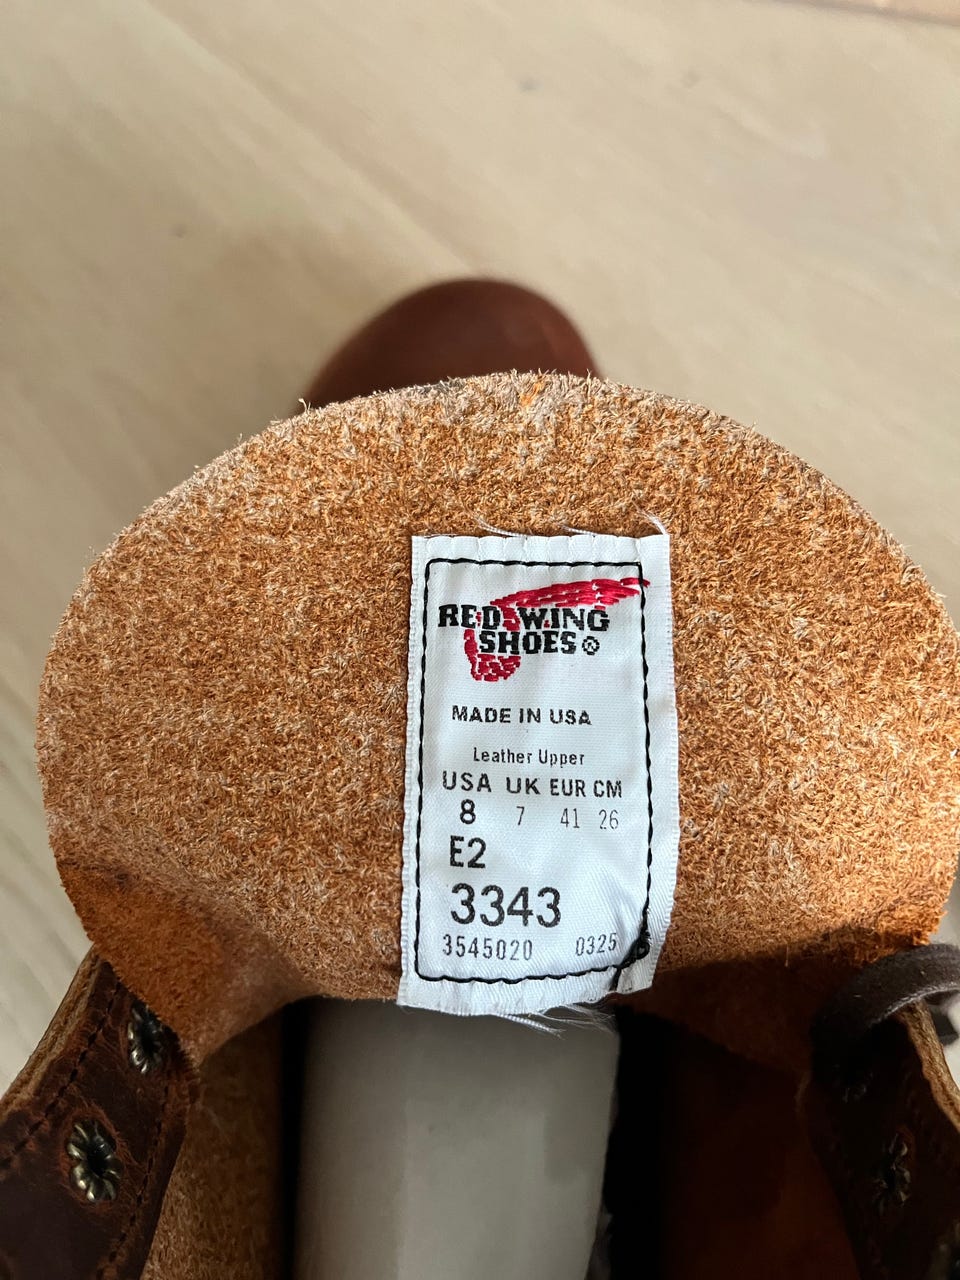 RED WING
SHOES®
MADE IN USA
Leather Upper
USA UK EUR CM
8 7 41 26
E2
3343
3545020 0325